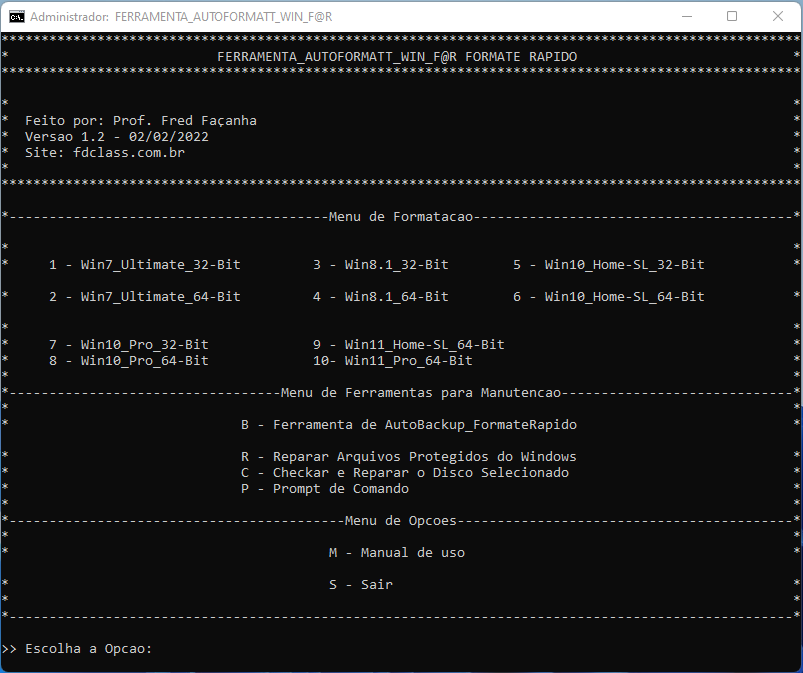 Administrador: FERRAMENTA_AUTOFORMATT_WIN_F@R
****************************************************************************************************
* FERRAMENTA_AUTOFORMATT_WIN_F@R FORMATE RAPIDO *
****************************************************************************************************
* *
* Feito por: Prof. Fred Façanha *
* Versao 1.2 - 02/02/2022 *
* Site: fdclass.com.br *
* *
****************************************************************************************************
*----------------------------------------Menu de Formatacao----------------------------------------*
* *
* 1 - Win7_Ultimate_32-Bit 3 - Win8.1_32-Bit 5 - Win10_Home-SL_32-Bit *
* 2 - Win7_Ultimate_64-Bit 4 - Win8.1_64-Bit 6 - Win10_Home-SL_64-Bit *
* *
* 7 - Win10_Pro_32-Bit 9 - Win11_Home-SL_64-Bit *
* 8 - Win10_Pro_64-Bit 10- Win11_Pro_64-Bit *
* *
*----------------------------------Menu de Ferramentas para Manutencao-----------------------------*
* *
* B - Ferramenta de AutoBackup_FormateRapido *
* R - Reparar Arquivos Protegidos do Windows *
* C - Checkar e Reparar o Disco Selecionado *
* P - Prompt de Comando *
* *
*------------------------------------------Menu de Opcoes------------------------------------------*
* *
* M - Manual de uso *
* S - Sair *
* *
*--------------------------------------------------------------------------------------------------*
>> Escolha a Opcao: